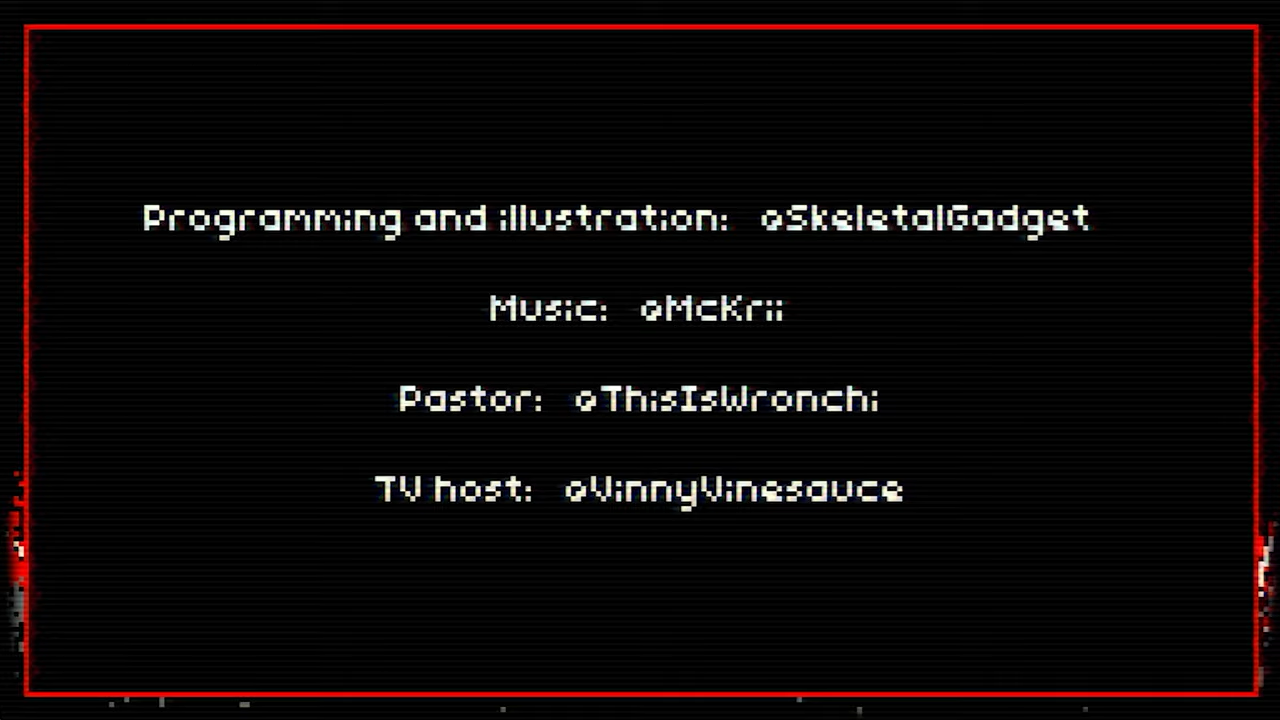 Programming and illustration: @SkeletalGadget
Music: @McKrii
Pastor: @ThisIsWronchi
TV host: @VinnyVinesauce